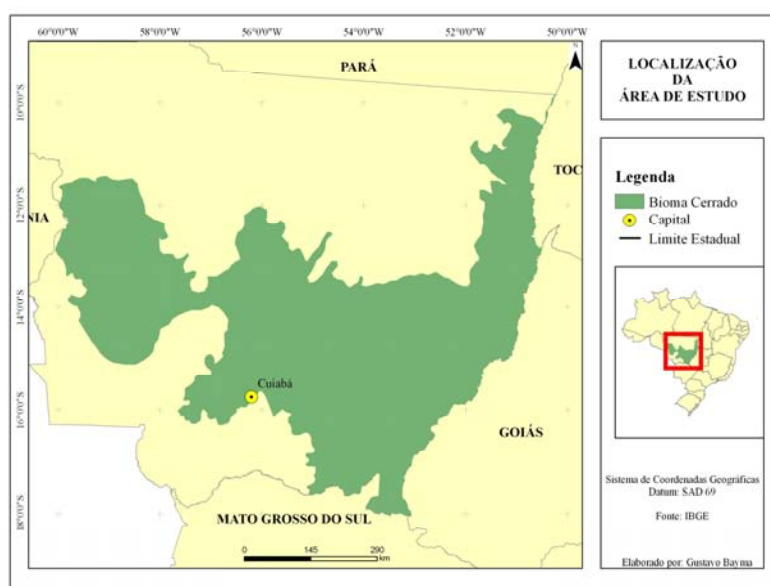 60°0'0"W
58°0'0"W
56°0'0"W
54°0'0"W
52°0'0"W
50°0'0"W
N
PARÁ
TOC
NIA
Cuiabá
GOIÁS
MATO GROSSO DO SUL
10°0'0"S
12°0'0"S
14°0'0"S
16°0'0"S
18°0'0"S
0 145 290
km
LOCALIZAÇÃO
DA
ÁREA DE ESTUDO
Legenda
Bioma Cerrado
Capital
Limite Estadual
Sistema de Coordenadas Geográficas
Datum: SAD 69
Fonte: IBGE
Elaborado por: Gustavo Bayma